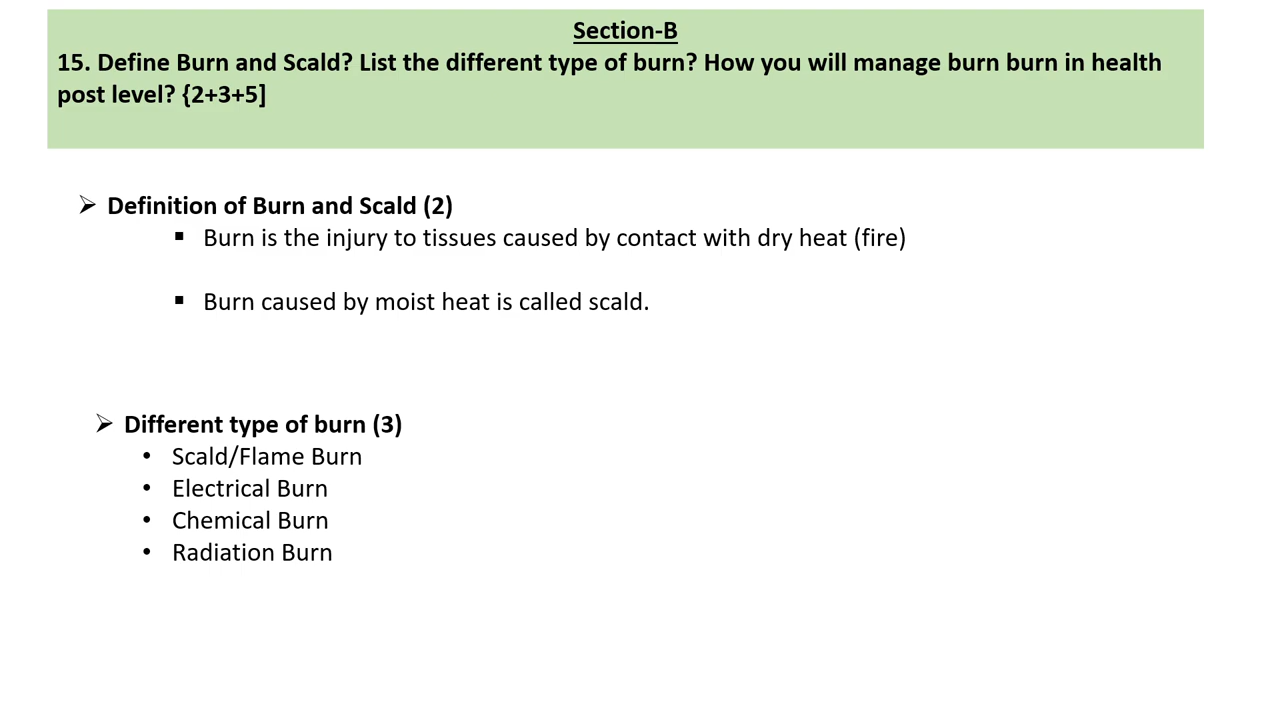 Section-B
15. Define Burn and Scald? List the different type of burn? How you will manage burn burn in health
post level? {2+3+5]
➢ Definition of Burn and Scald (2)
▪ Burn is the injury to tissues caused by contact with dry heat (fire)
▪ Burn caused by moist heat is called scald.
➢ Different type of burn (3)
• Scald/Flame Burn
• Electrical Burn
• Chemical Burn
• Radiation Burn